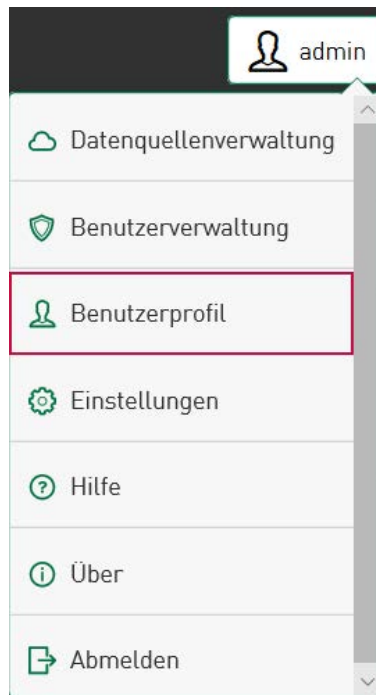 admin
Datenquellenverwaltung
Benutzerverwaltung
Benutzerprofil
Einstellungen
Hilfe
Über
Abmelden